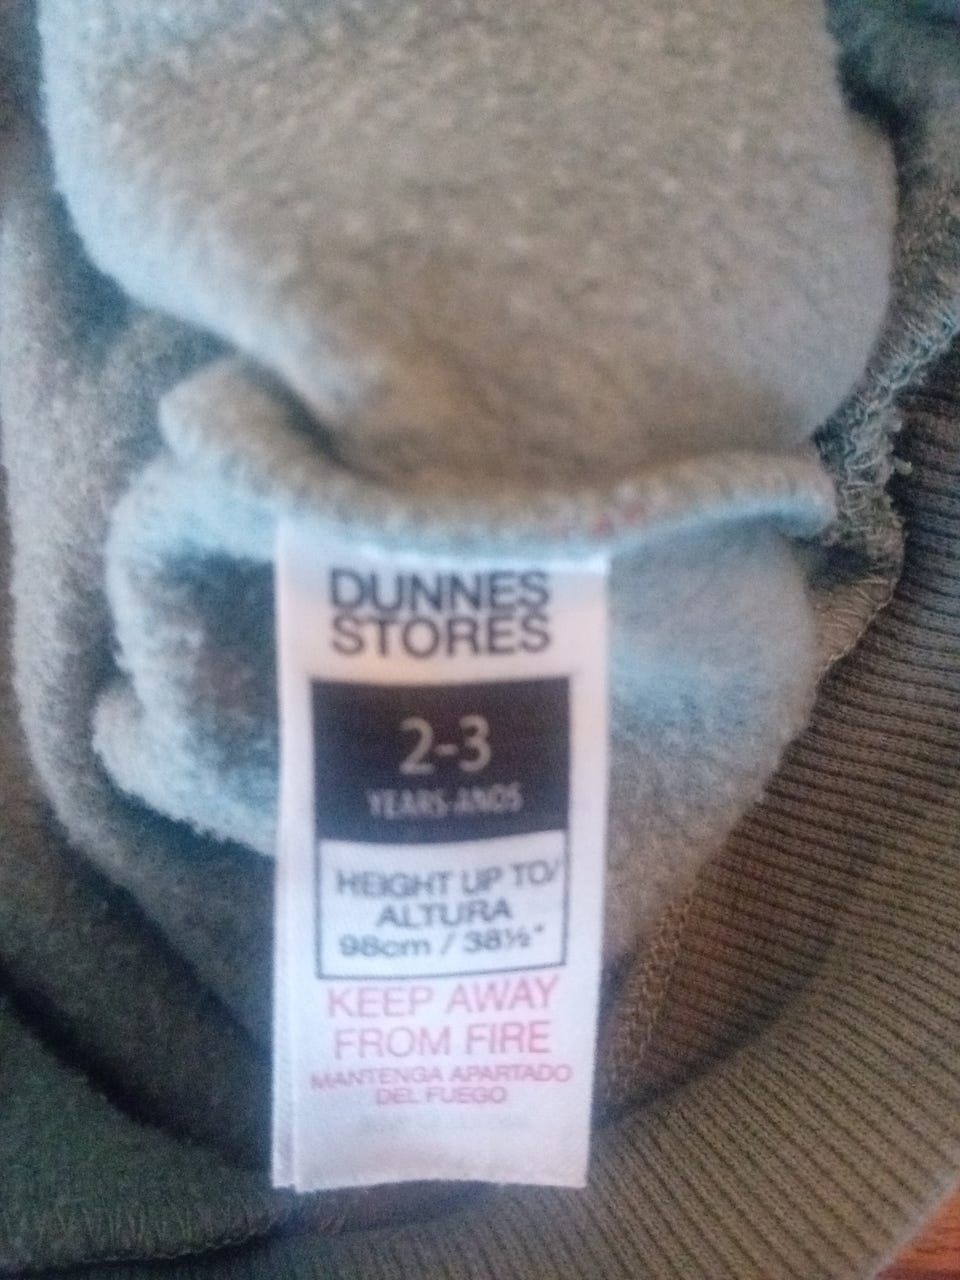 DUNNES
STORES
2-3
YEARS-ANOS
HEIGHT UP TO/
ALTURA
98cm / 38½"
KEEP AWAY
FROM FIRE
MANTENGA APARTADO
DEL FUEGO